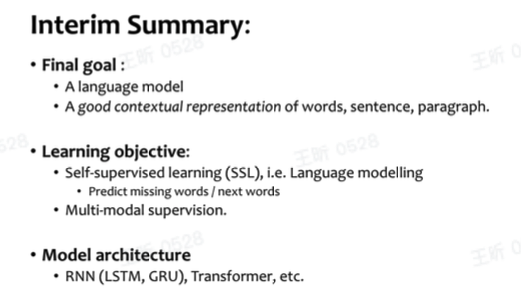 Interim Summary:
• Final goal :
• A language model
• A good contextual representation of words, sentence, paragraph.
• Learning objective:
• Self-supervised learning (SSL), i.e. Language modelling
• Predict missing words / next words
• Multi-modal supervision.
• Model architecture
• RNN (LSTM, GRU), Transformer, etc.
王昕 0528
王昕 0528
0528
王昕 0
王昕 0
0528